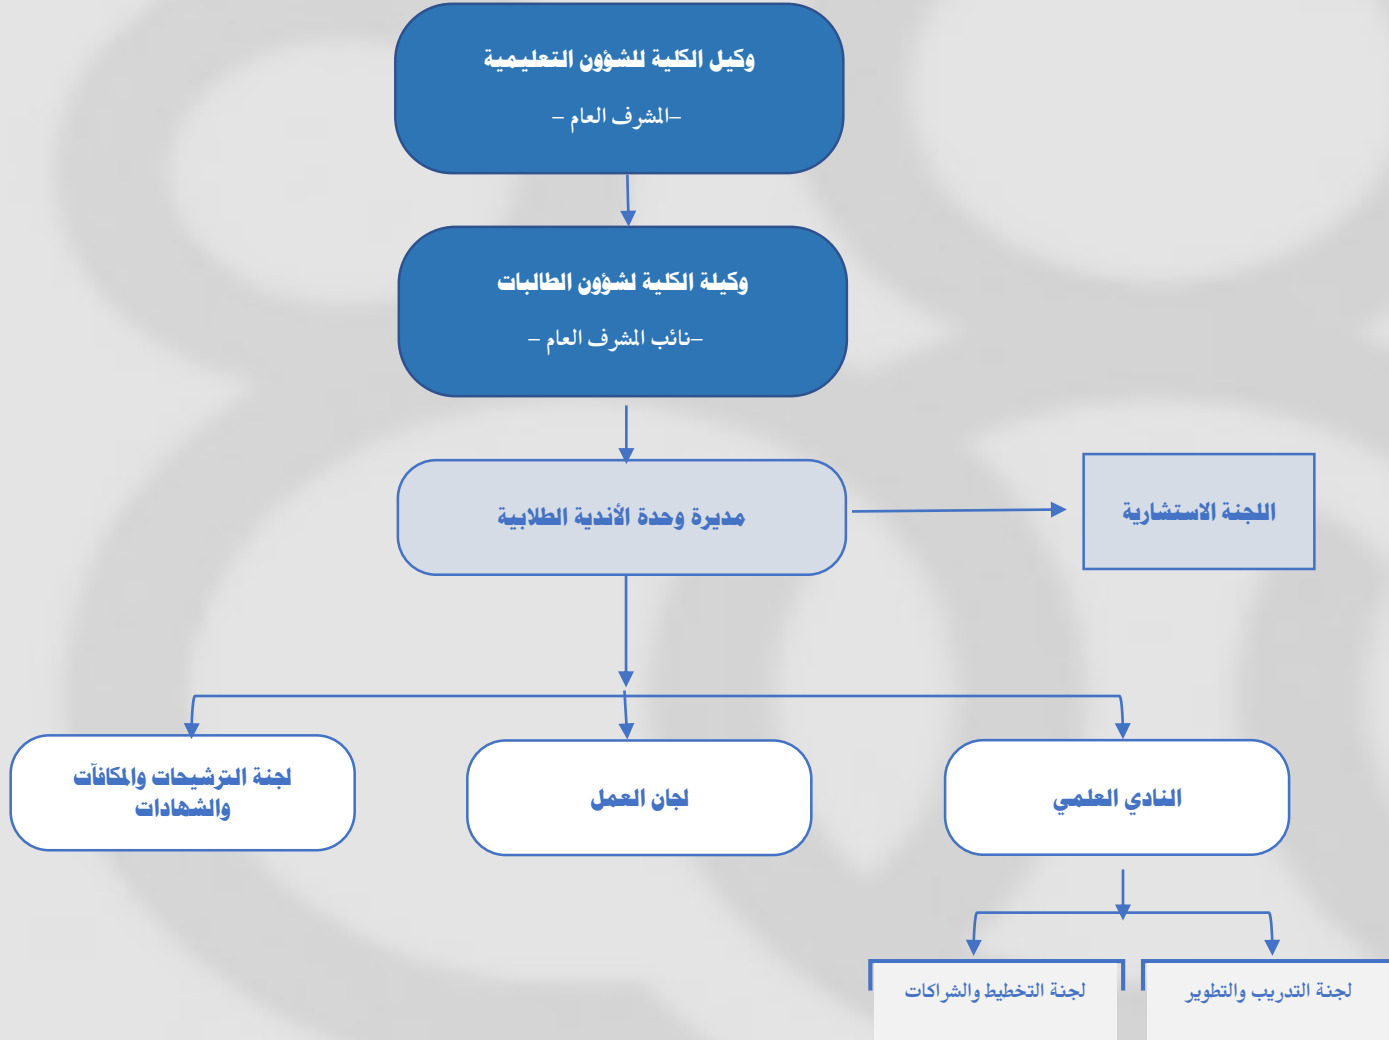 وكيل الكلية للشؤون التعليمية
–المشرف العام –
وكيلة الكلية لشؤون الطالبات
–نائب المشرف العام –
مديرة وحدة الأندية الطلابية
اللجنة الاستشارية
النادي العلمي
لجان العمل
لجنة الترشيحات والمكافآت
والشهادات
لجنة التدريب والتطوير
لجنة التخطيط والشراكات